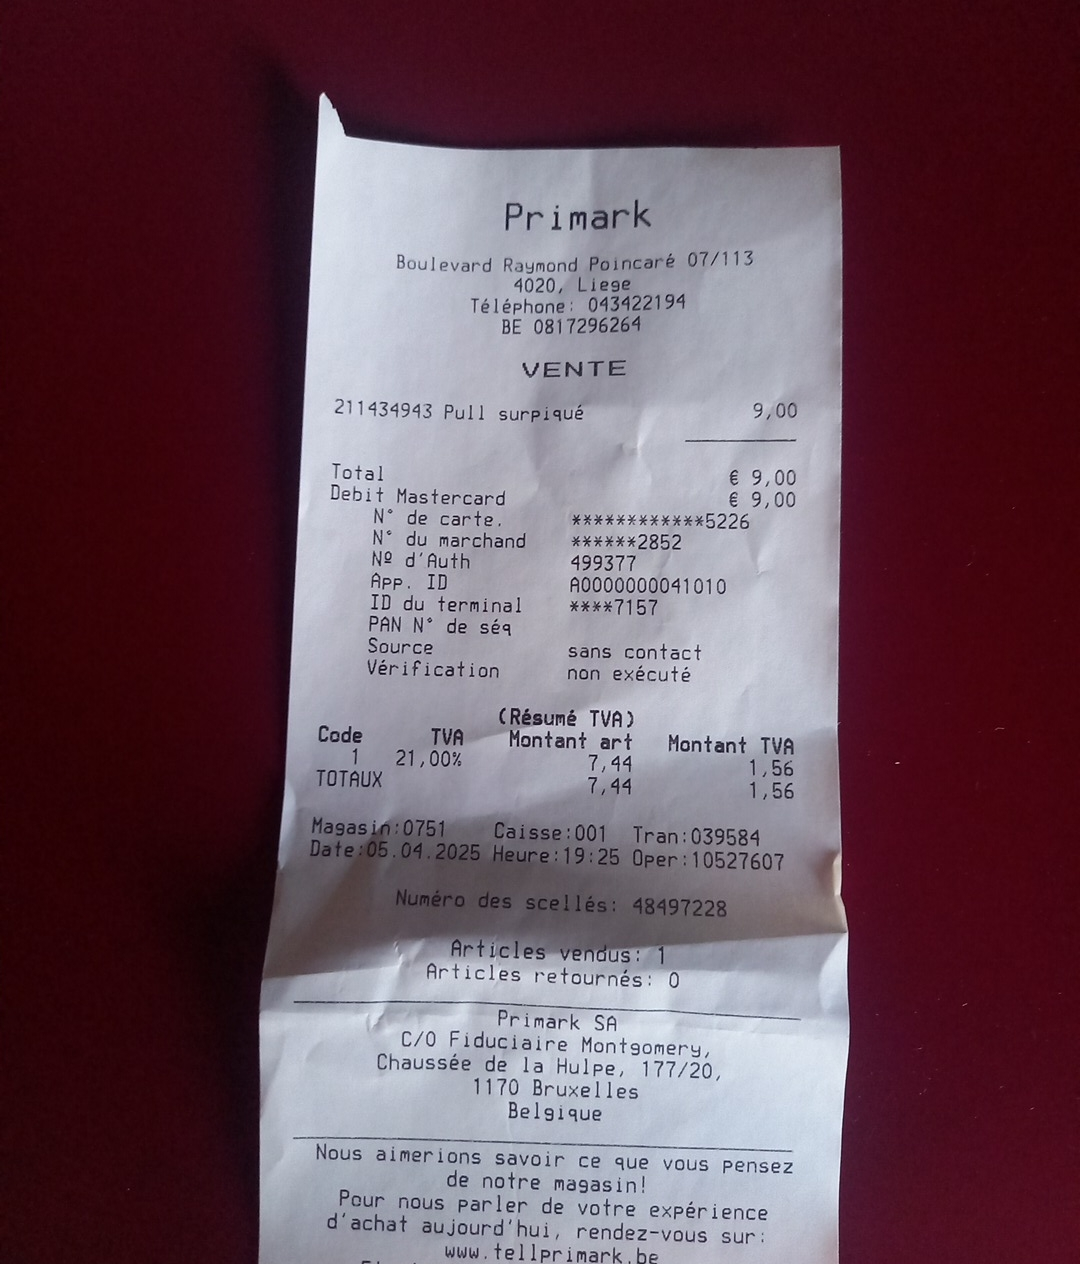 Primark
Boulevard Raymond Poincaré 07/113
4020, Liege
Téléphone: 043422194
BE 0817296264
VENTE
211434943 Pull surpiqué 9,00
Total € 9,00
Debit Mastercard € 9,00
N° de carte. ************5226
N° du marchand ******2852
Nº d'Auth 499377
App. ID A0000000041010
ID du terminal ****7157
PAN N° de séq
Source sans contact
Vérification non exécuté
(Résumé TVA)
Code TVA Montant art Montant TVA
1 21,00% 7,44 1,56
TOTAUX 7,44 1,56
Magasin:0751 Caisse:001 Tran:039584
Date:05.04.2025 Heure:19:25 Oper:10527607
Numéro des scellés: 48497228
Articles vendus: 1
Articles retournés: 0
Primark SA
C/O Fiduciaire Montgomery,
Chaussée de la Hulpe, 177/20,
1170 Bruxelles
Belgique
Nous aimerions savoir ce que vous pensez
de notre magasin!
Pour nous parler de votre expérience
d'achat aujourd'hui, rendez-vous sur:
www.tellprimark.be